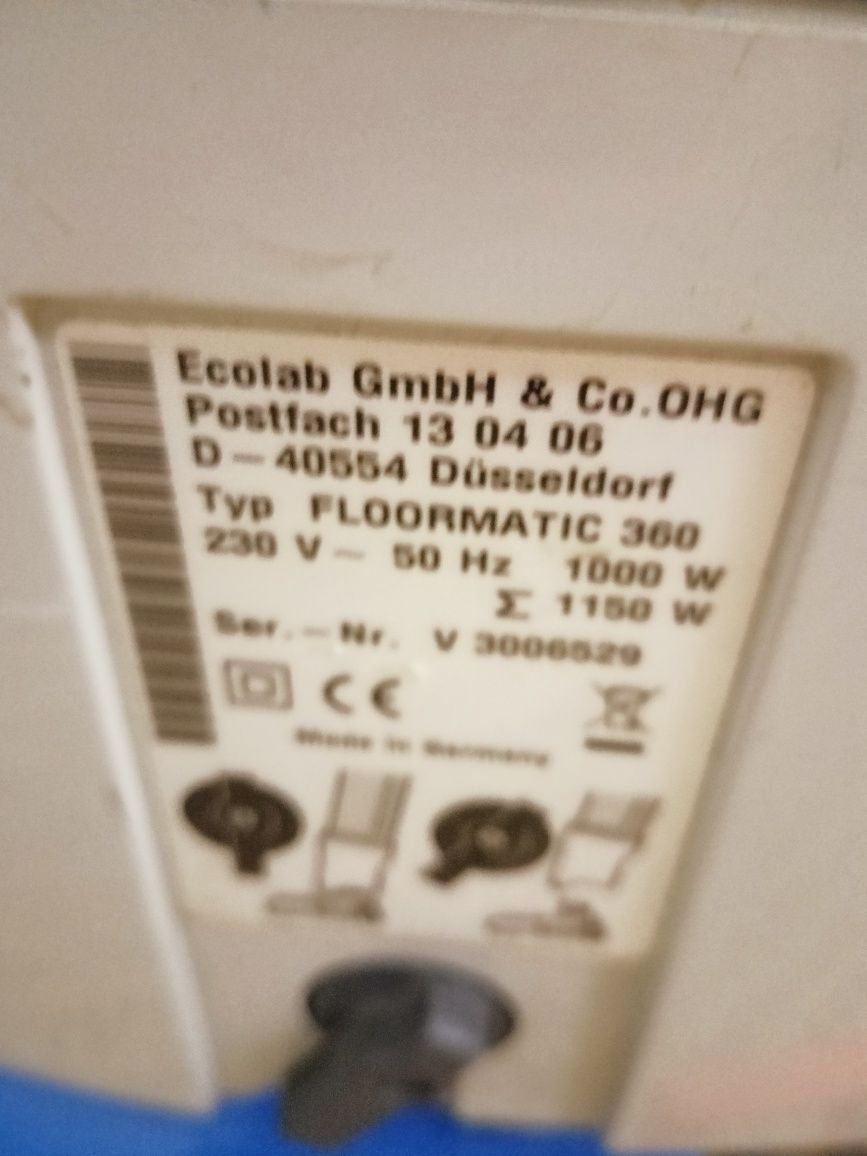 Ecolab GmbH & Co.OHG
Postfach 13 04 06
D-40554 Düsseldorf
Typ FLOORMATIC 360
230 V~ 50 Hz 1000 W
Σ 1150 W
Ser.-Nr. V 3006529
CE
Made in Germany